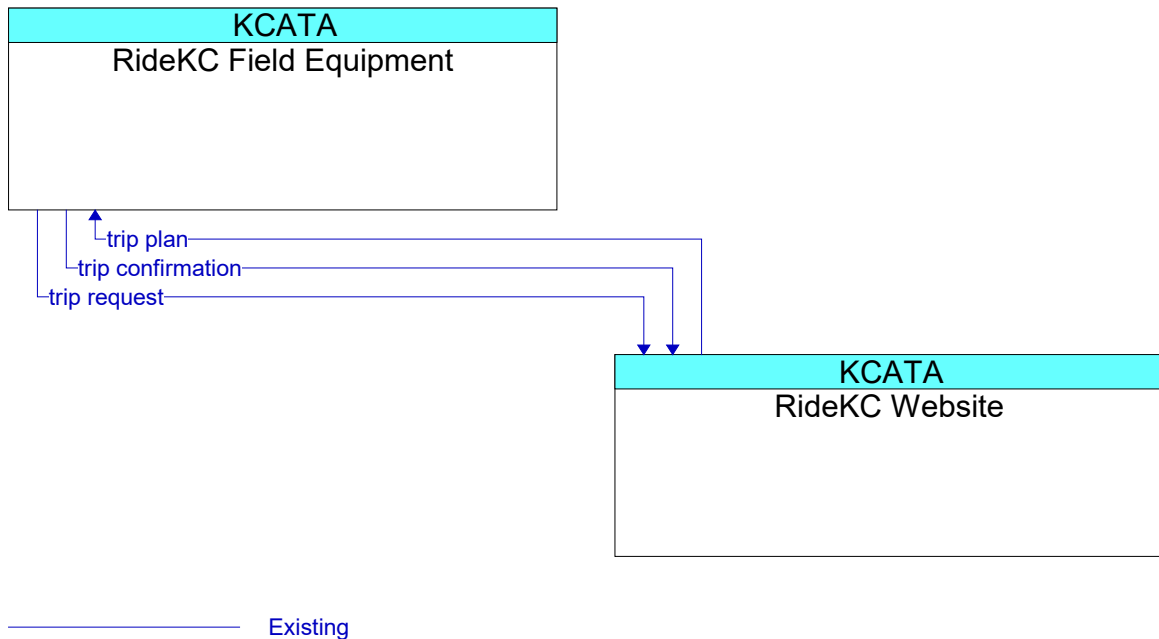 KCATA
RideKC Field Equipment
trip plan
trip confirmation
trip request
KCATA
RideKC Website
Existing